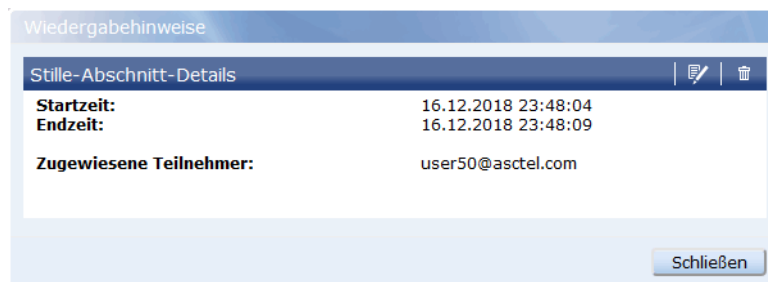 Wiedergabehinweise
Stille-Abschnitt-Details
Startzeit: 16.12.2018 23:48:04
Endzeit: 16.12.2018 23:48:09
Zugewiesene Teilnehmer: user50@asctel.com
Schließen